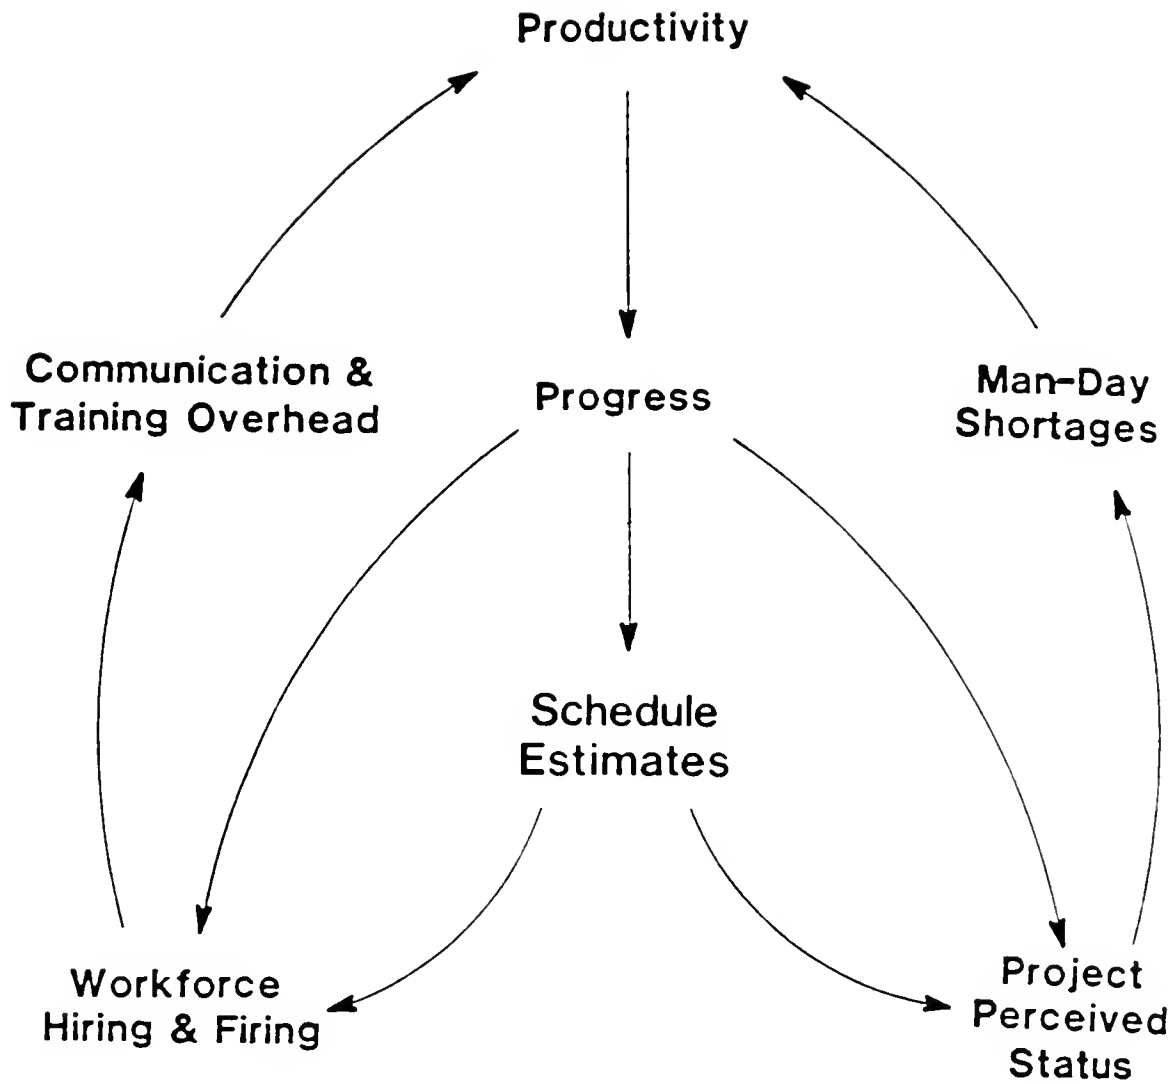 Productivity
Communication &
Training Overhead
Progress
Man-Day
Shortages
Schedule
Estimates
Workforce
Hiring & Firing
Project
Perceived
Status